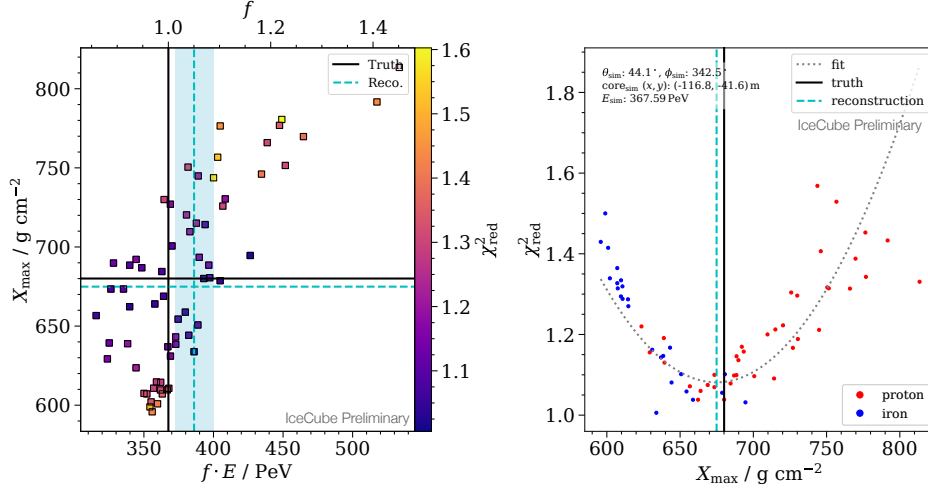 f
1.0 1.1 1.2 1.3 1.4
Truth
Reco.
800
750
700
650
600
X_max / g cm⁻²
350 400 450 500
f · E / PeV
IceCube Preliminary
1.6
1.5
1.4
1.3
1.2
1.1
χ²_red
θ_sim: 44.1°, ϕ_sim: 342.5°
core_sim (x, y): (-116.8, -41.6) m
E_sim: 367.59 PeV
fit
truth
reconstruction
IceCube Preliminary
1.8
1.6
1.4
1.2
1.0
χ²_red
proton
iron
600 650 700 750 800
X_max / g cm⁻²